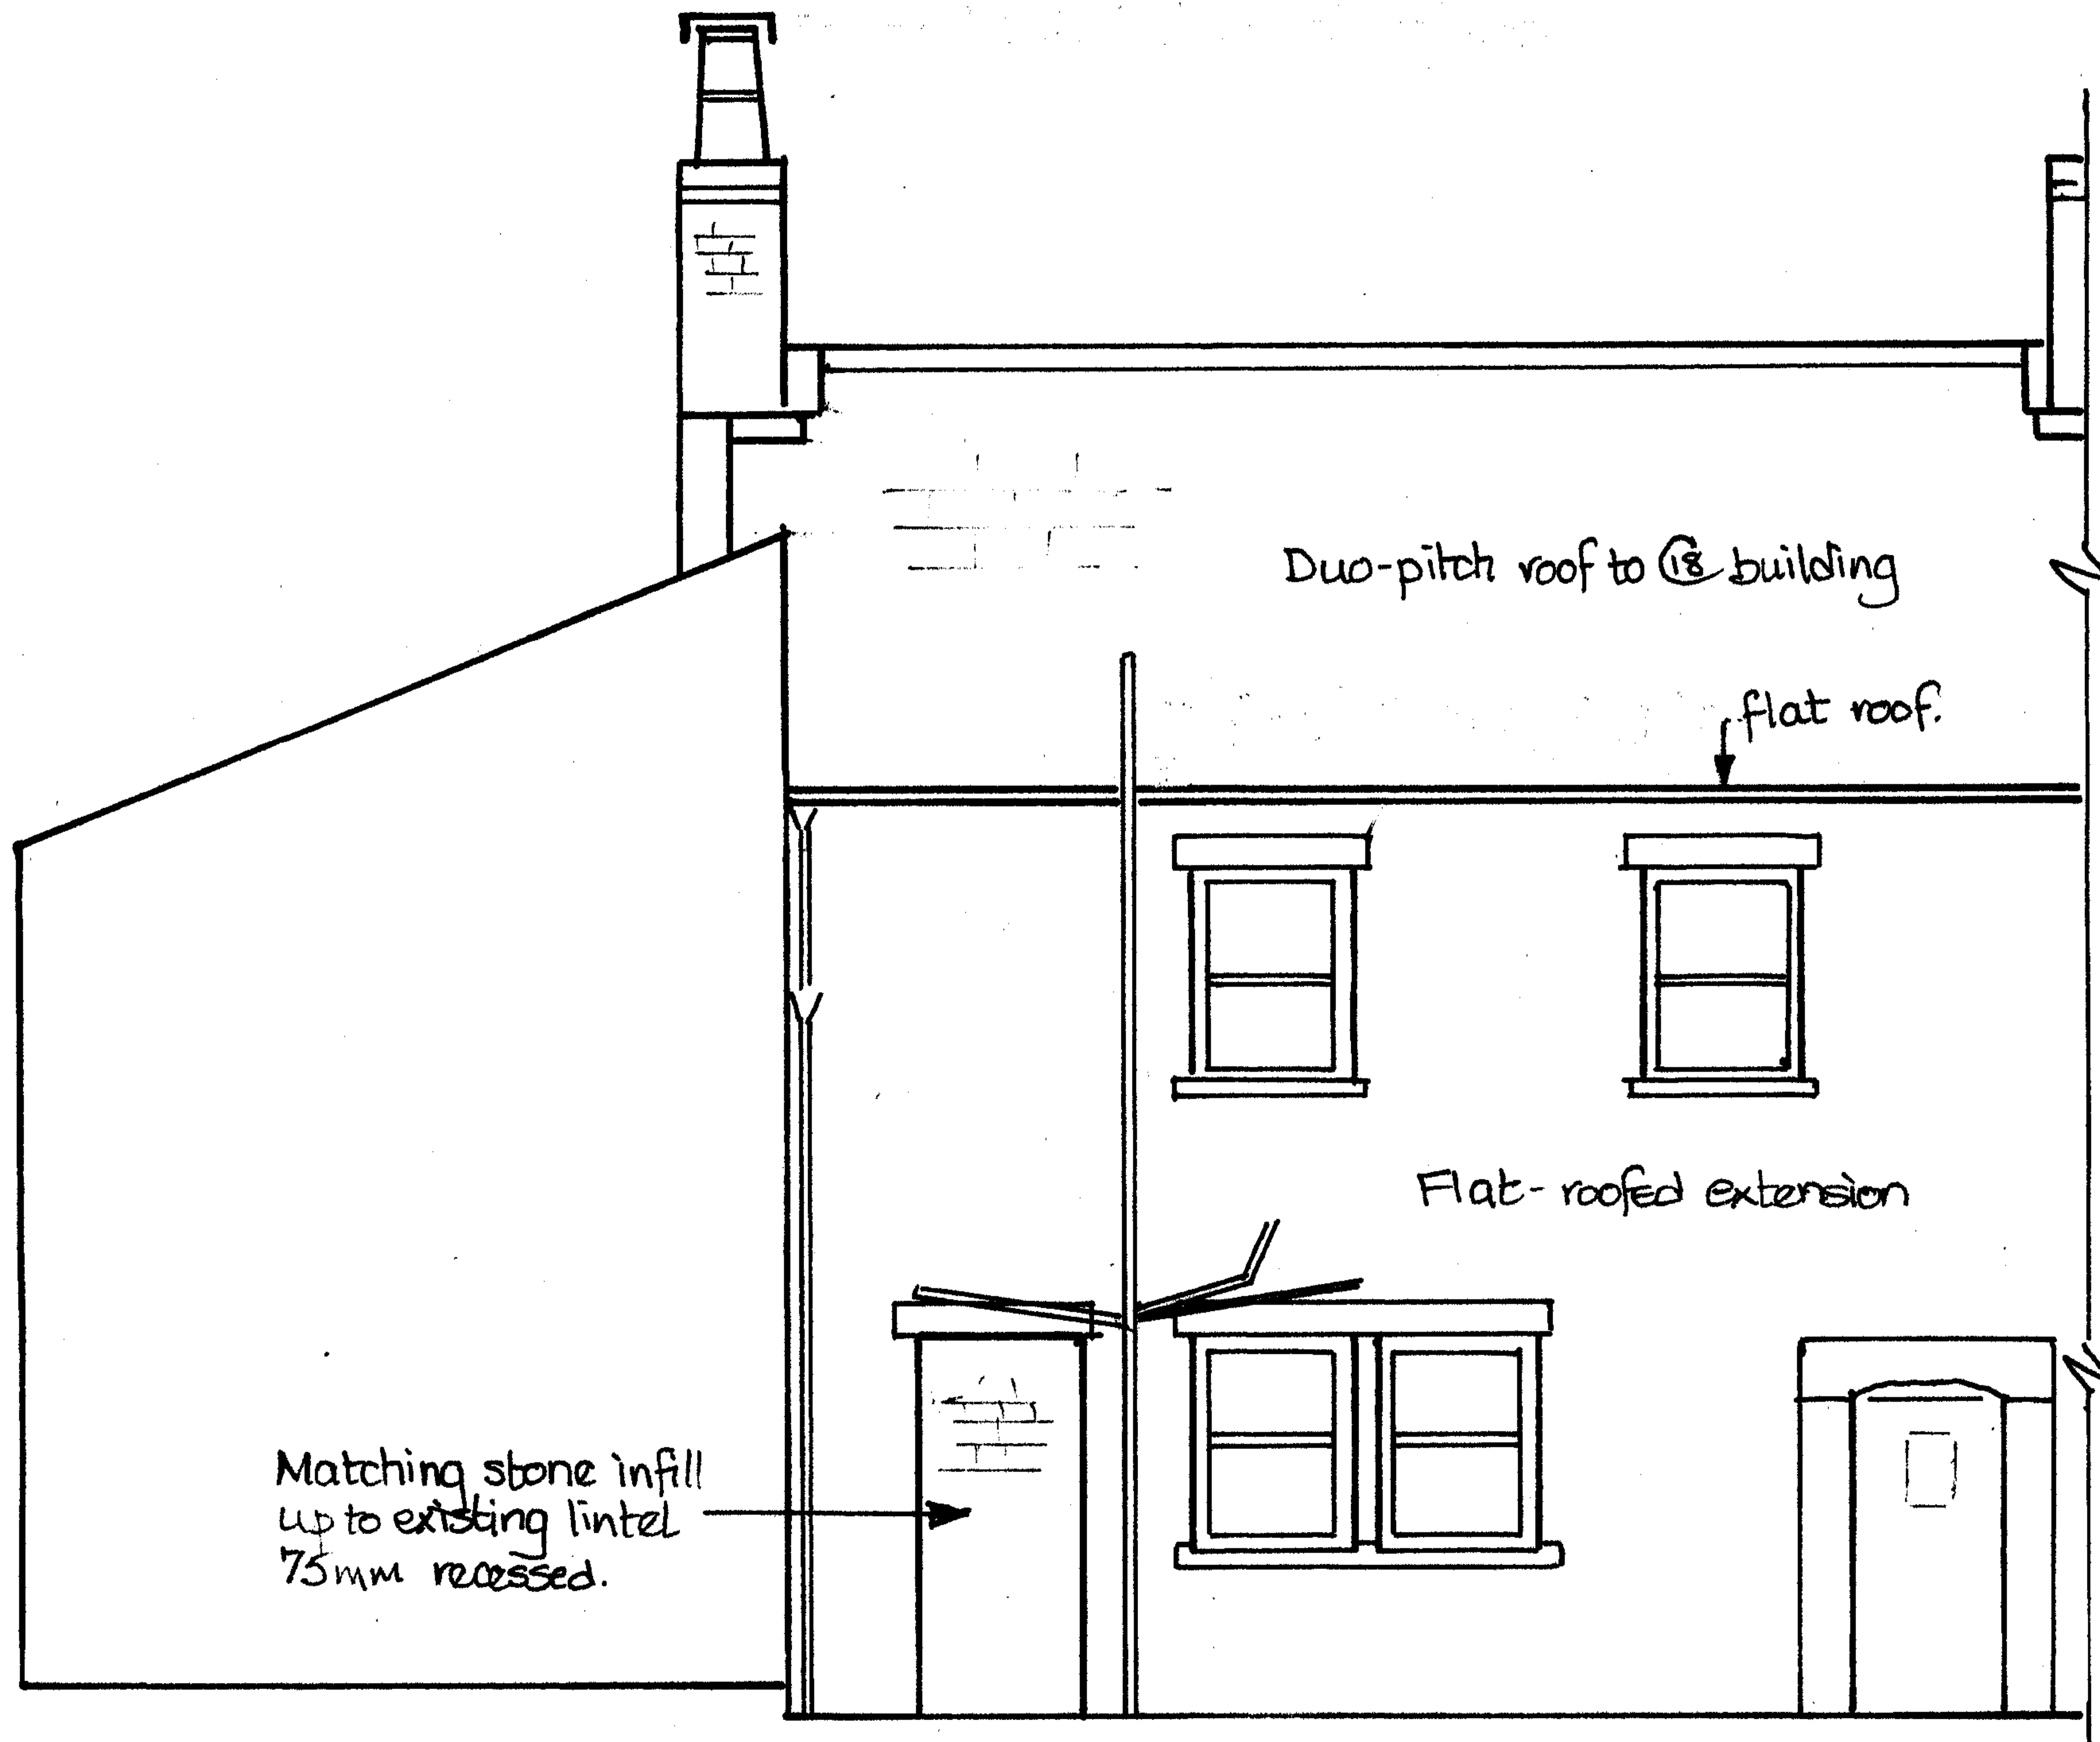 Duo-pitch roof to C18 building
flat roof.
Flat-roofed extension
Matching stone infill
up to existing lintel
75mm recessed.